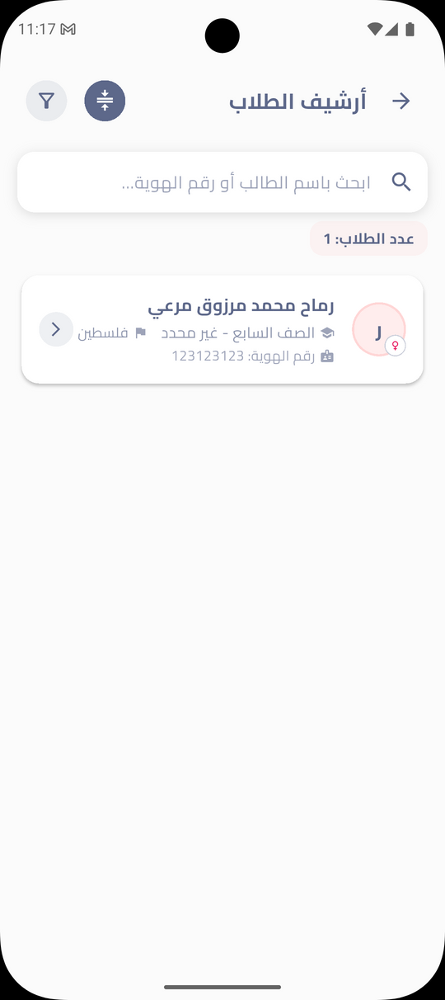 11:17
أرشيف الطلاب
ابحث باسم الطالب أو رقم الهوية...
عدد الطلاب: 1
ر
رماح محمد مرزوق مرعي
الصف السابع - غير محدد فلسطين
رقم الهوية: 123123123